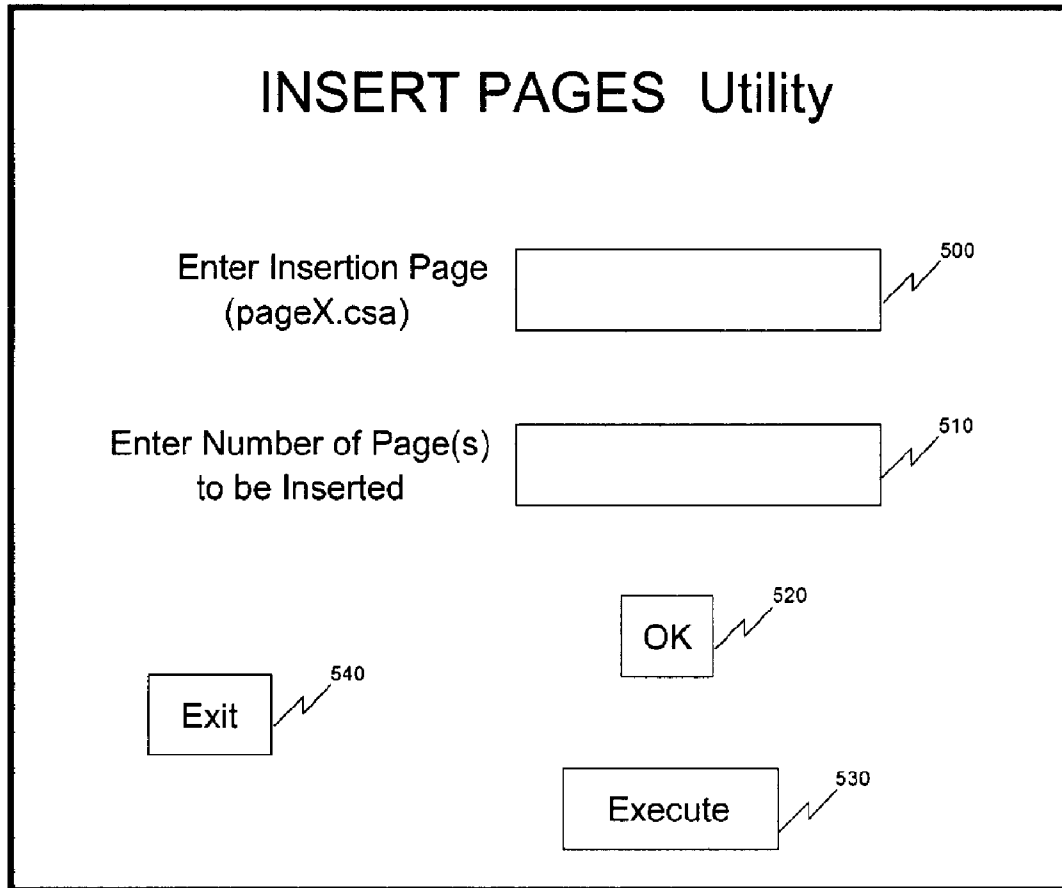 INSERT PAGES Utility
Enter Insertion Page
(pageX.csa)
500
Enter Number of Page(s)
to be Inserted
510
OK
520
Exit
540
Execute
530